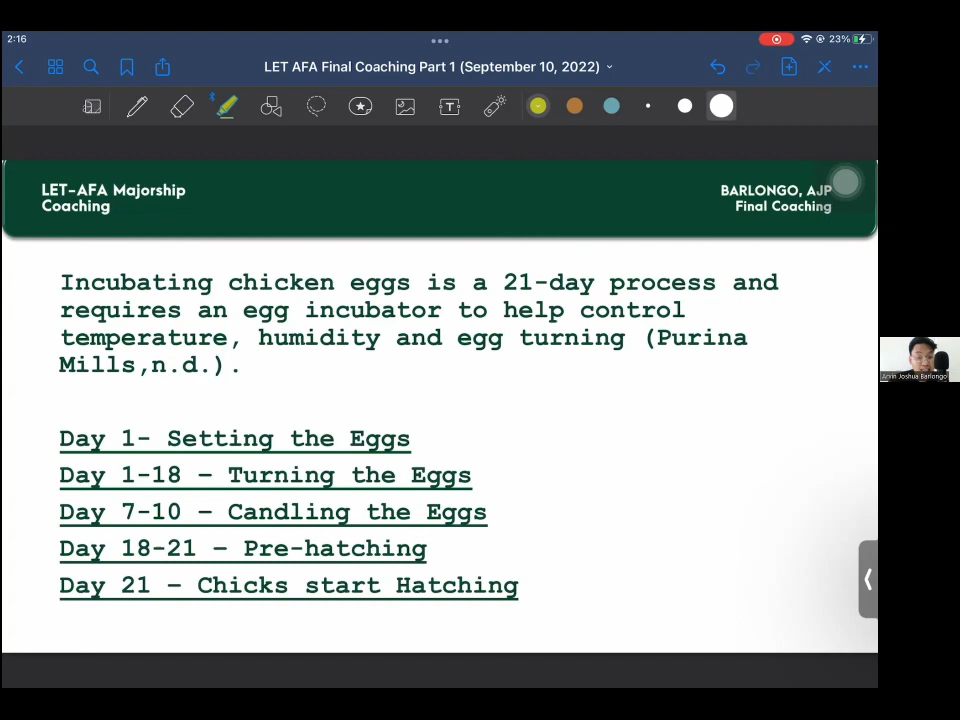 2:16
23%
LET AFA Final Coaching Part 1 (September 10, 2022)
T
LET-AFA Majorship
Coaching
BARLONGO, AJP
Final Coaching
Incubating chicken eggs is a 21-day process and
requires an egg incubator to help control
temperature, humidity and egg turning (Purina
Mills,n.d.).
Day 1- Setting the Eggs
Day 1-18 – Turning the Eggs
Day 7-10 – Candling the Eggs
Day 18-21 – Pre-hatching
Day 21 – Chicks start Hatching
Arvin Joshua Barlongo